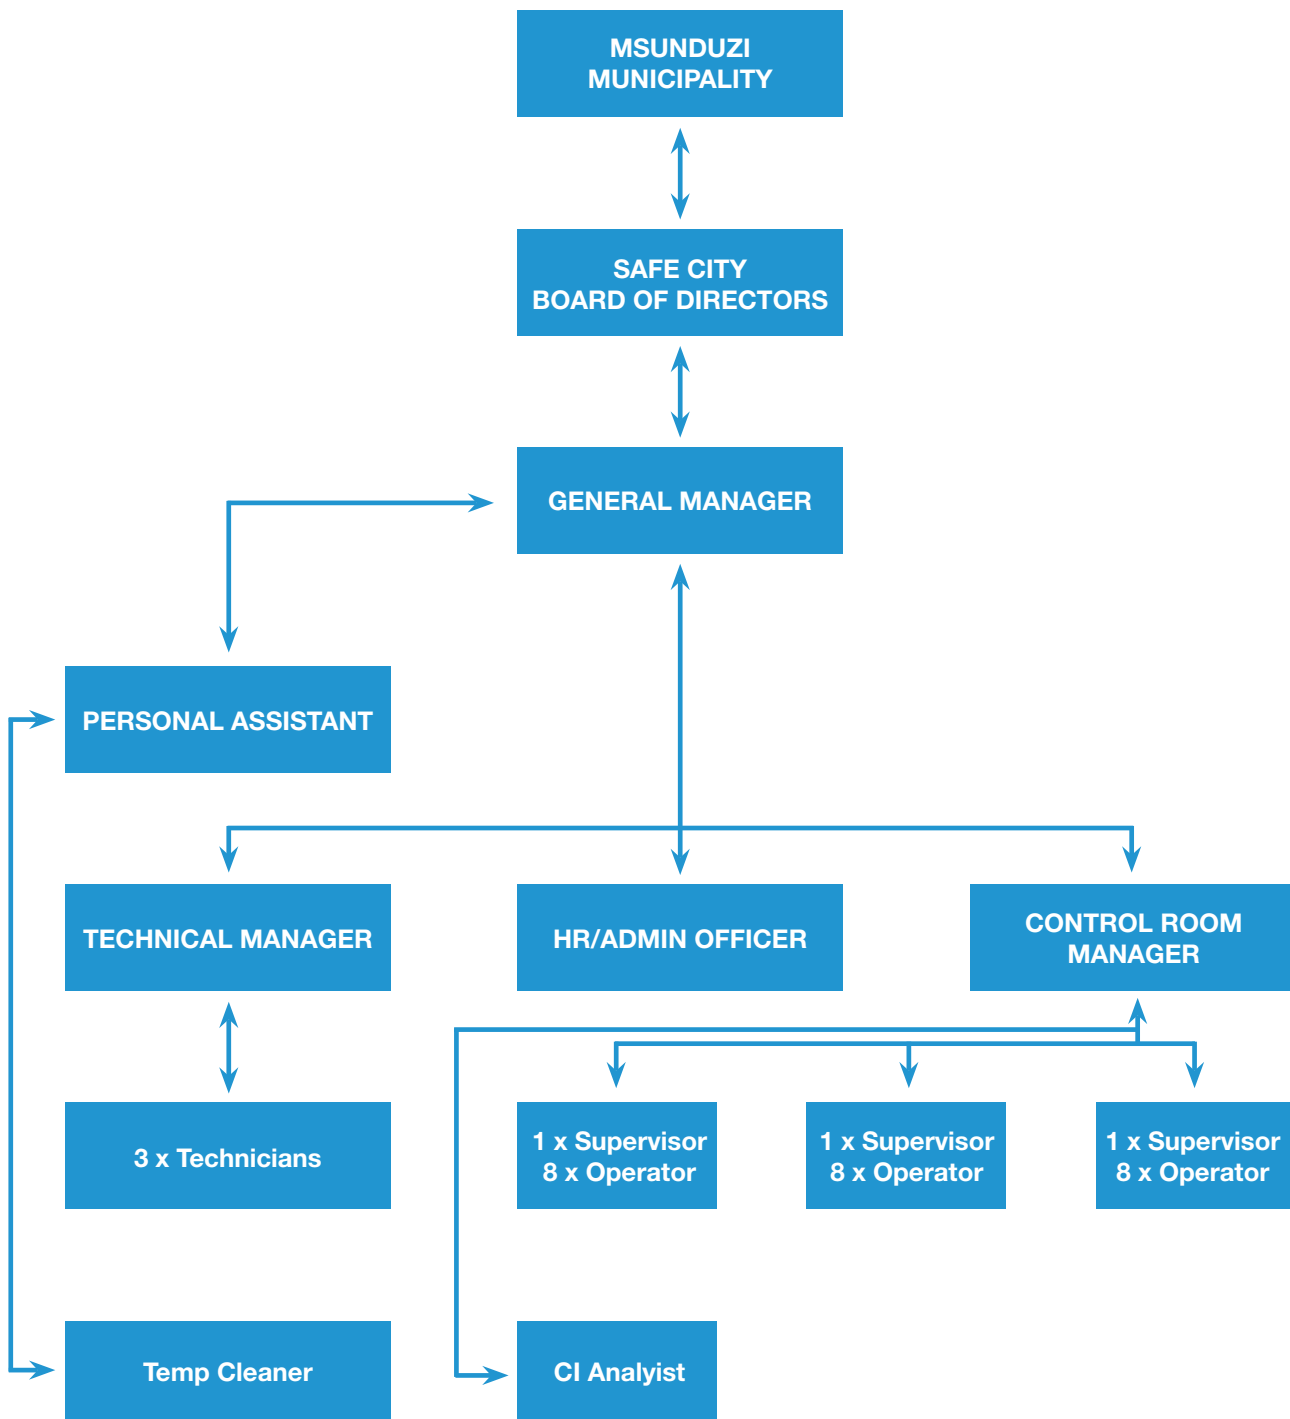 MSUNDUZI
MUNICIPALITY
SAFE CITY
BOARD OF DIRECTORS
GENERAL MANAGER
PERSONAL ASSISTANT
TECHNICAL MANAGER
HR/ADMIN OFFICER
CONTROL ROOM
MANAGER
3 x Technicians
1 x Supervisor
8 x Operator
1 x Supervisor
8 x Operator
1 x Supervisor
8 x Operator
Temp Cleaner
CI Analyist